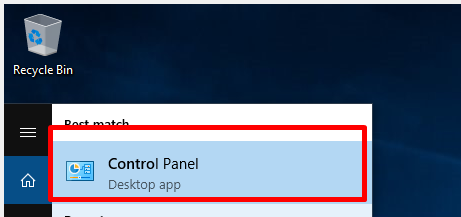 Recycle Bin
Best match
Control Panel
Desktop app